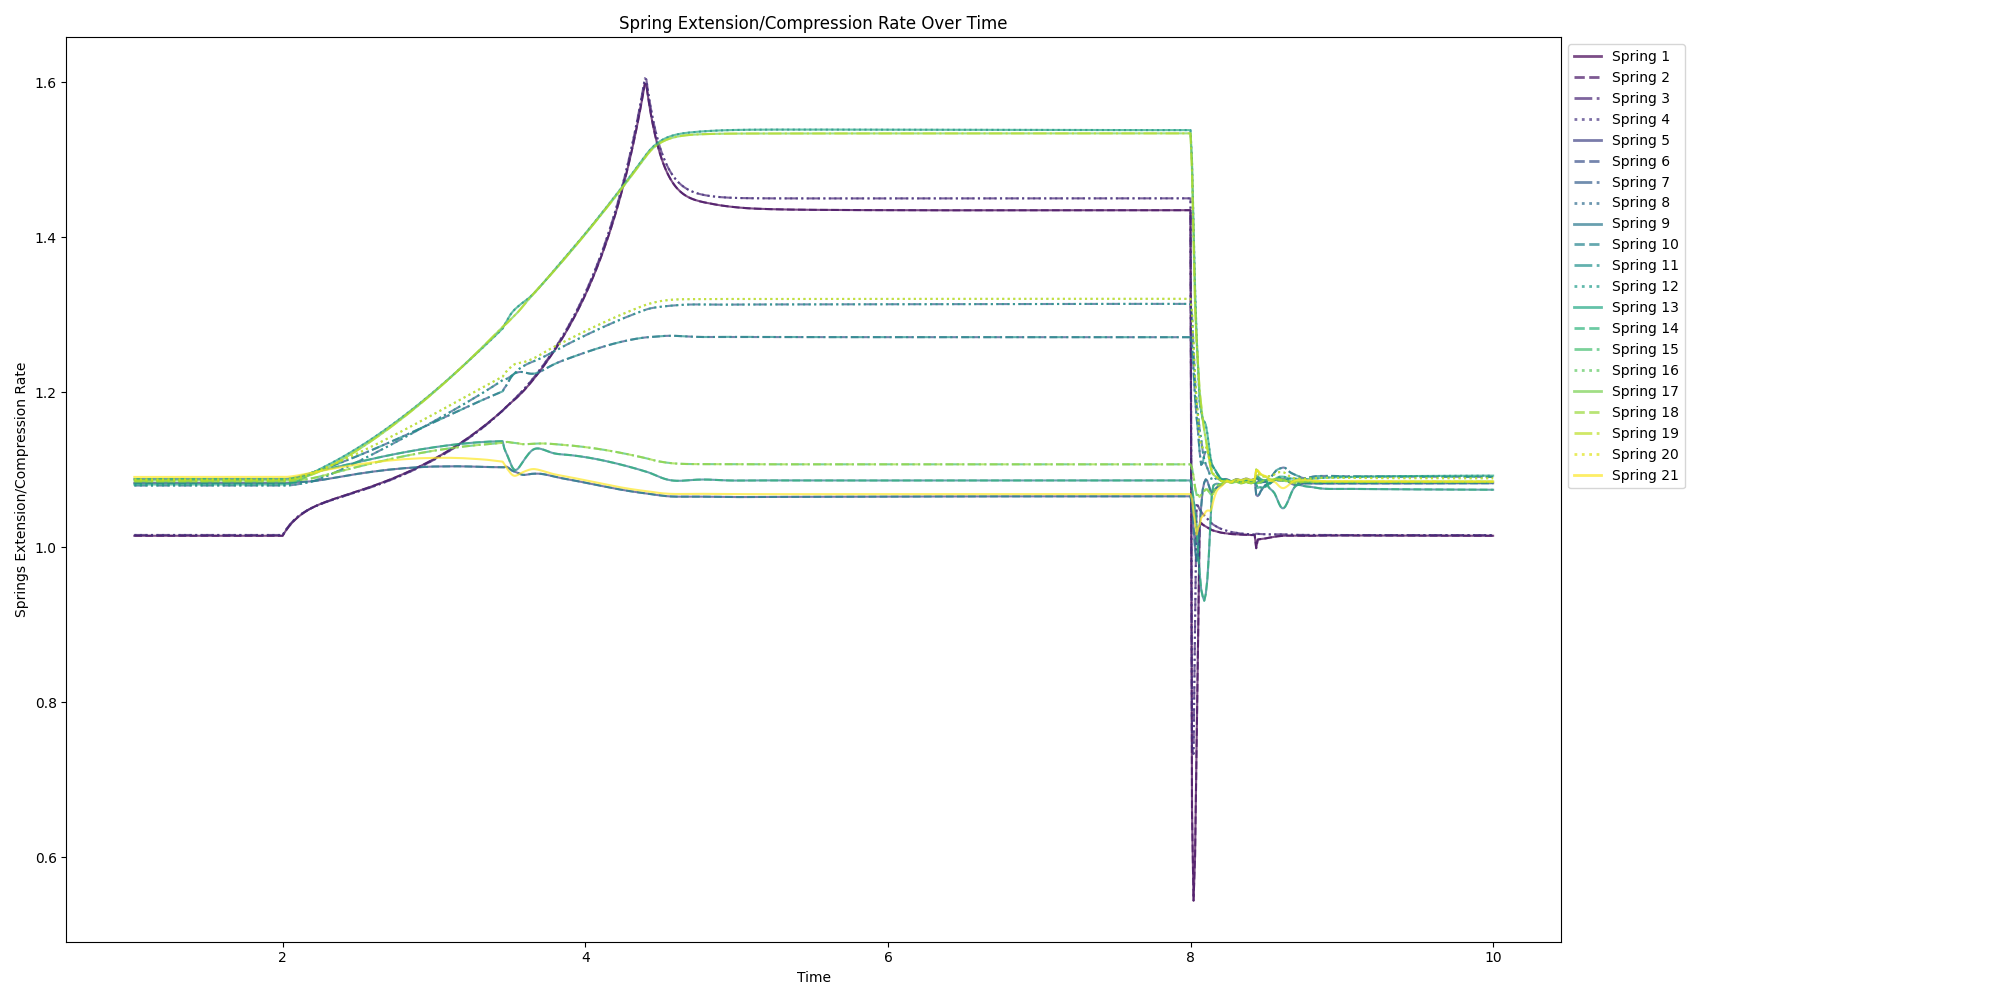 Spring Extension/Compression Rate Over Time
Springs Extension/Compression Rate
1.6
1.4
1.2
1.0
0.8
0.6
2
4
6
8
10
Time
Spring 1
Spring 2
Spring 3
Spring 4
Spring 5
Spring 6
Spring 7
Spring 8
Spring 9
Spring 10
Spring 11
Spring 12
Spring 13
Spring 14
Spring 15
Spring 16
Spring 17
Spring 18
Spring 19
Spring 20
Spring 21